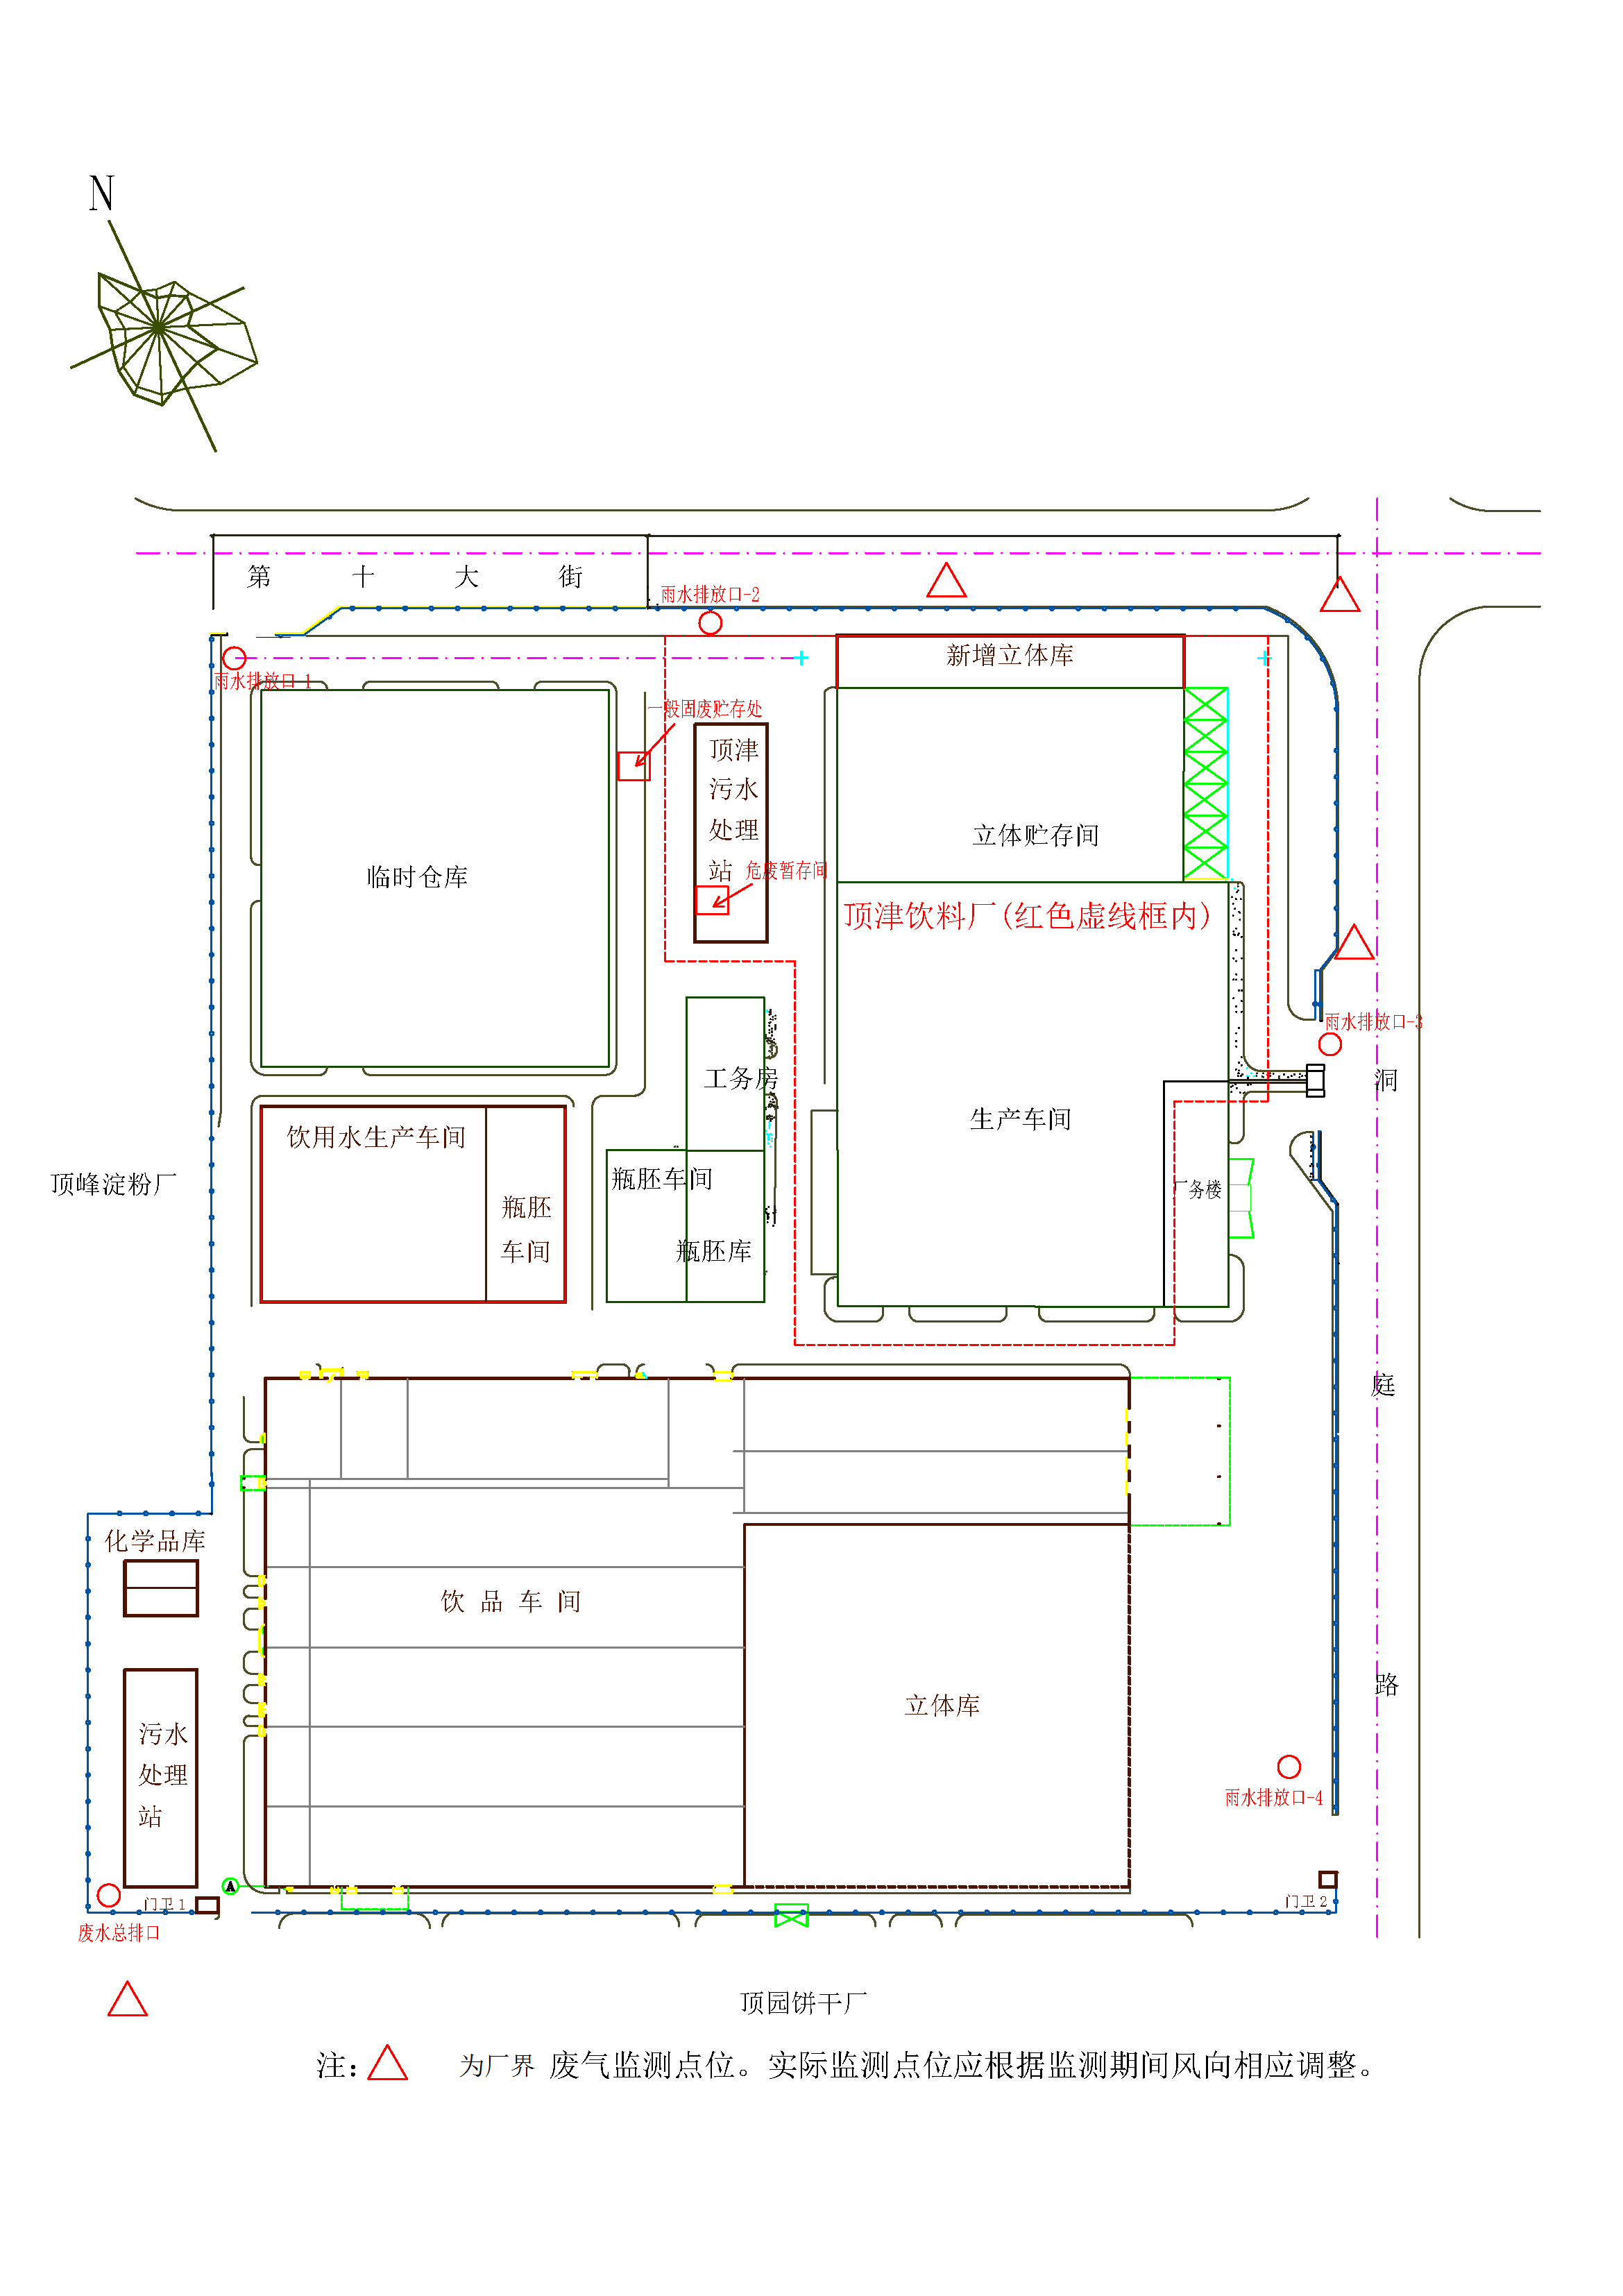 N
第 十 大 街
雨水排放口-2
雨水排放口-1
新增立体库
一般固废贮存处
顶津
污水
处理
站
危废暂存间
立体贮存间
临时仓库
顶津饮料厂(红色虚线框内)
雨水排放口-3
工务房
洞
庭
路
生产车间
饮用水生产车间
瓶胚
车间
瓶胚车间
瓶胚库
厂务楼
顶峰淀粉厂
化学品库
饮 品 车 间
立体库
污水
处理
站
雨水排放口-4
A
门卫1
门卫2
废水总排口
顶园饼干厂
注: 为厂界 废气监测点位。实际监测点位应根据监测期间风向相应调整。